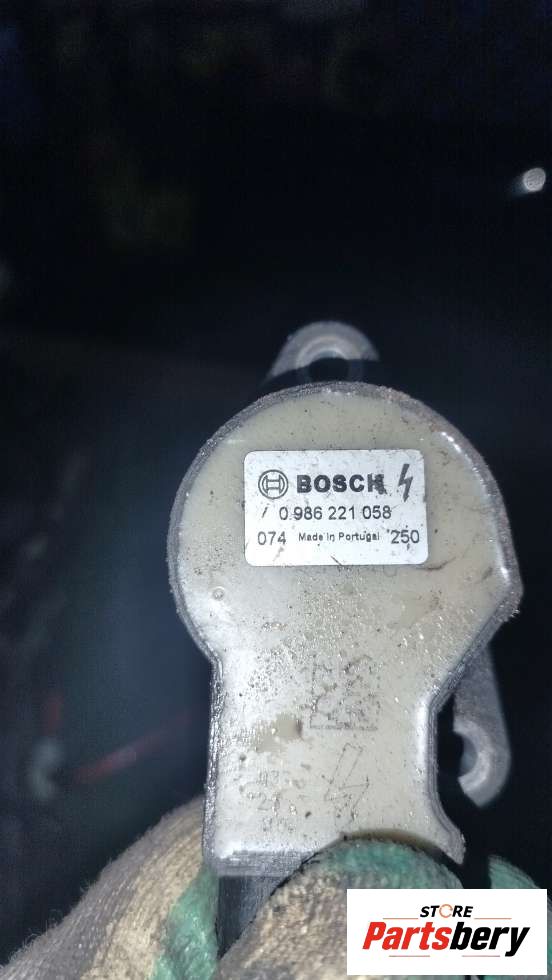 BOSCH
0 986 221 058
074 Made in Portugal 250
STORE
Partsbery